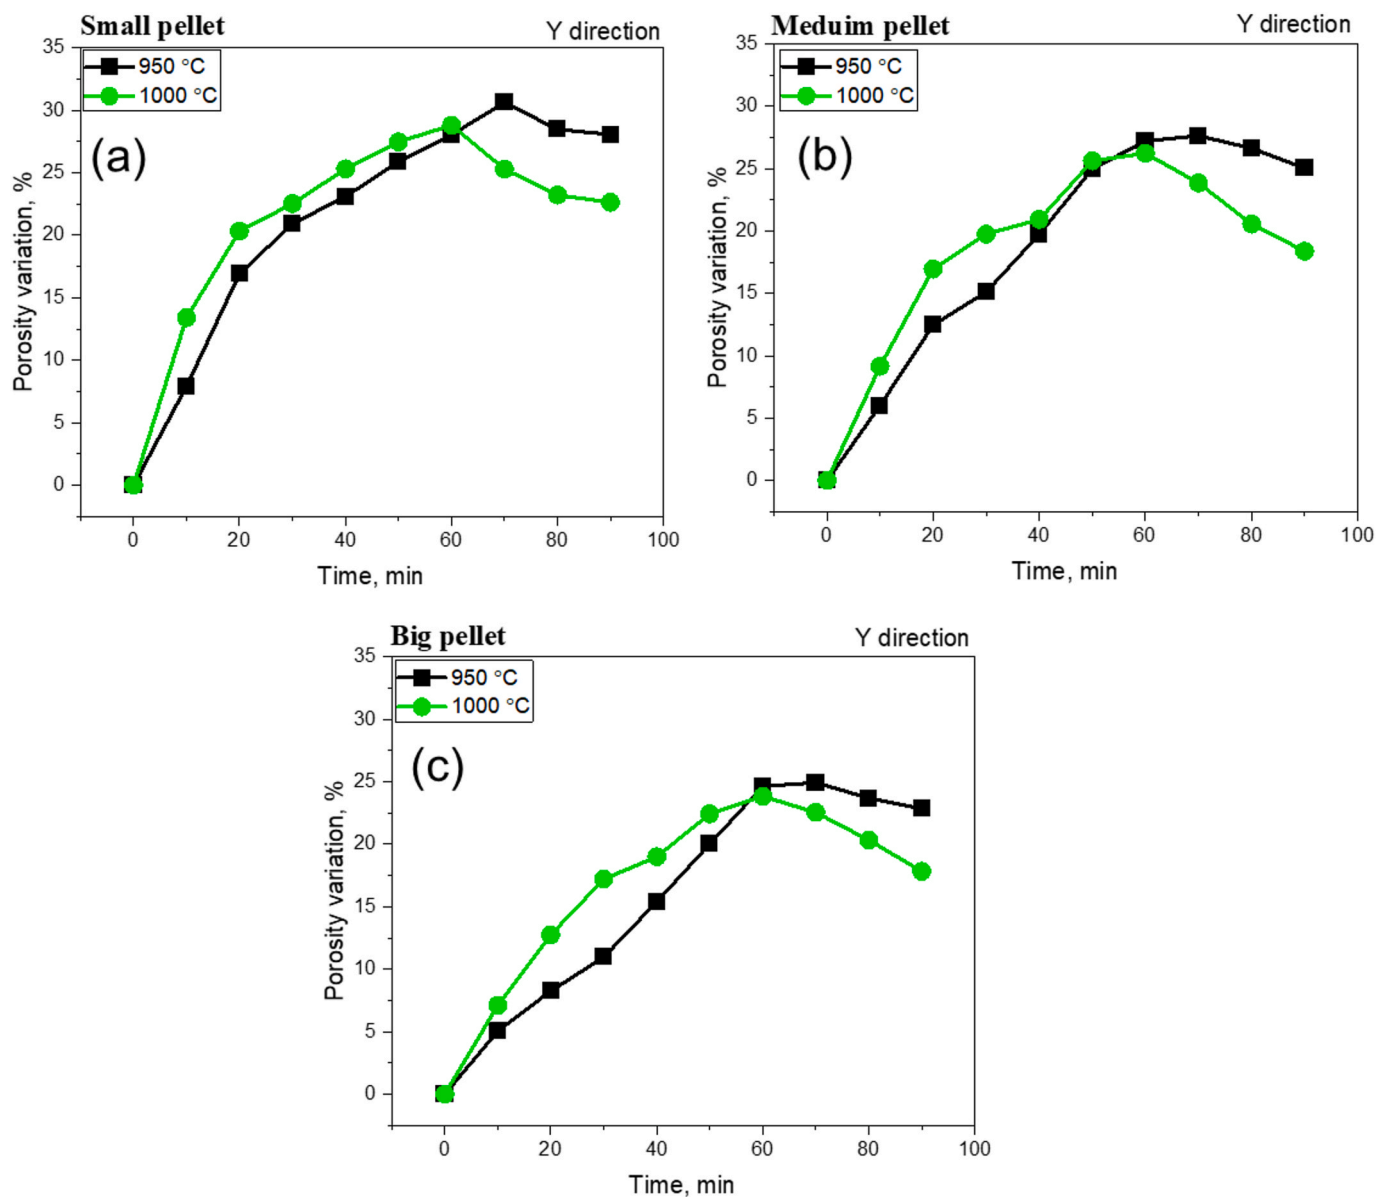 Small pellet
Y direction
35
30
25
20
15
10
5
0
950 °C
1000 °C
(a)
Porosity variation, %
0 20 40 60 80 100
Time, min
Meduim pellet
Y direction
35
30
25
20
15
10
5
0
950 °C
1000 °C
(b)
Porosity variation, %
0 20 40 60 80 100
Time, min
Big pellet
Y direction
35
30
25
20
15
10
5
0
950 °C
1000 °C
(c)
Porosity variation, %
0 20 40 60 80 100
Time, min